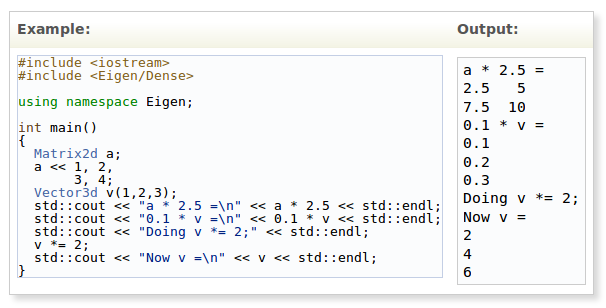 Example:
#include <iostream>
#include <Eigen/Dense>
using namespace Eigen;
int main()
{
  Matrix2d a;
  a << 1, 2,
       3, 4;
  Vector3d v(1,2,3);
  std::cout << "a * 2.5 =\n" << a * 2.5 << std::endl;
  std::cout << "0.1 * v =\n" << 0.1 * v << std::endl;
  std::cout << "Doing v *= 2;" << std::endl;
  v *= 2;
  std::cout << "Now v =\n" << v << std::endl;
}
Output:
a * 2.5 =
2.5   5
7.5  10
0.1 * v =
0.1
0.2
0.3
Doing v *= 2;
Now v =
2
4
6